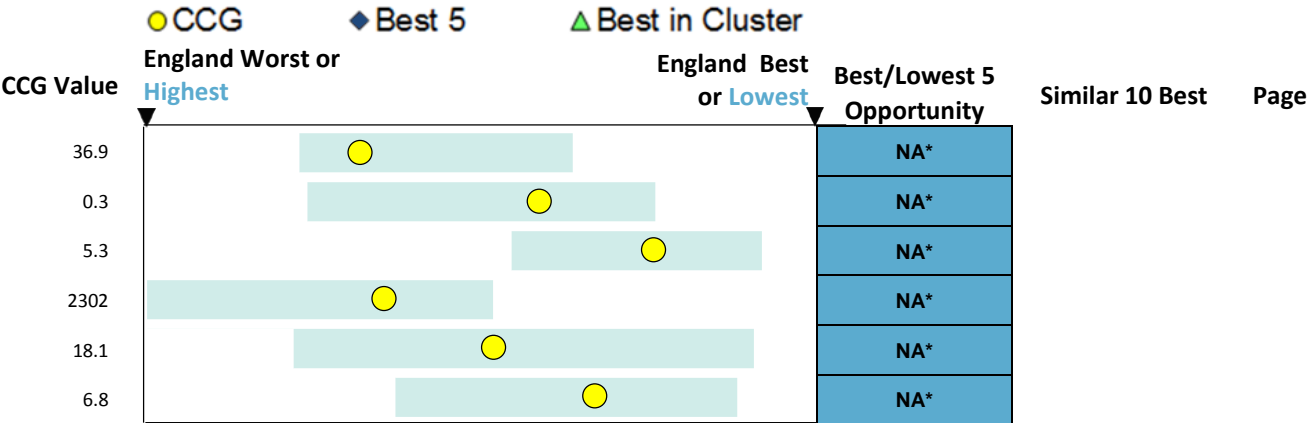 CCG Best 5 Best in Cluster
CCG Value England Worst or Highest England Best or Lowest Best/Lowest 5 Opportunity Similar 10 Best Page
36.9 NA*
0.3 NA*
5.3 NA*
2302 NA*
18.1 NA*
6.8 NA*